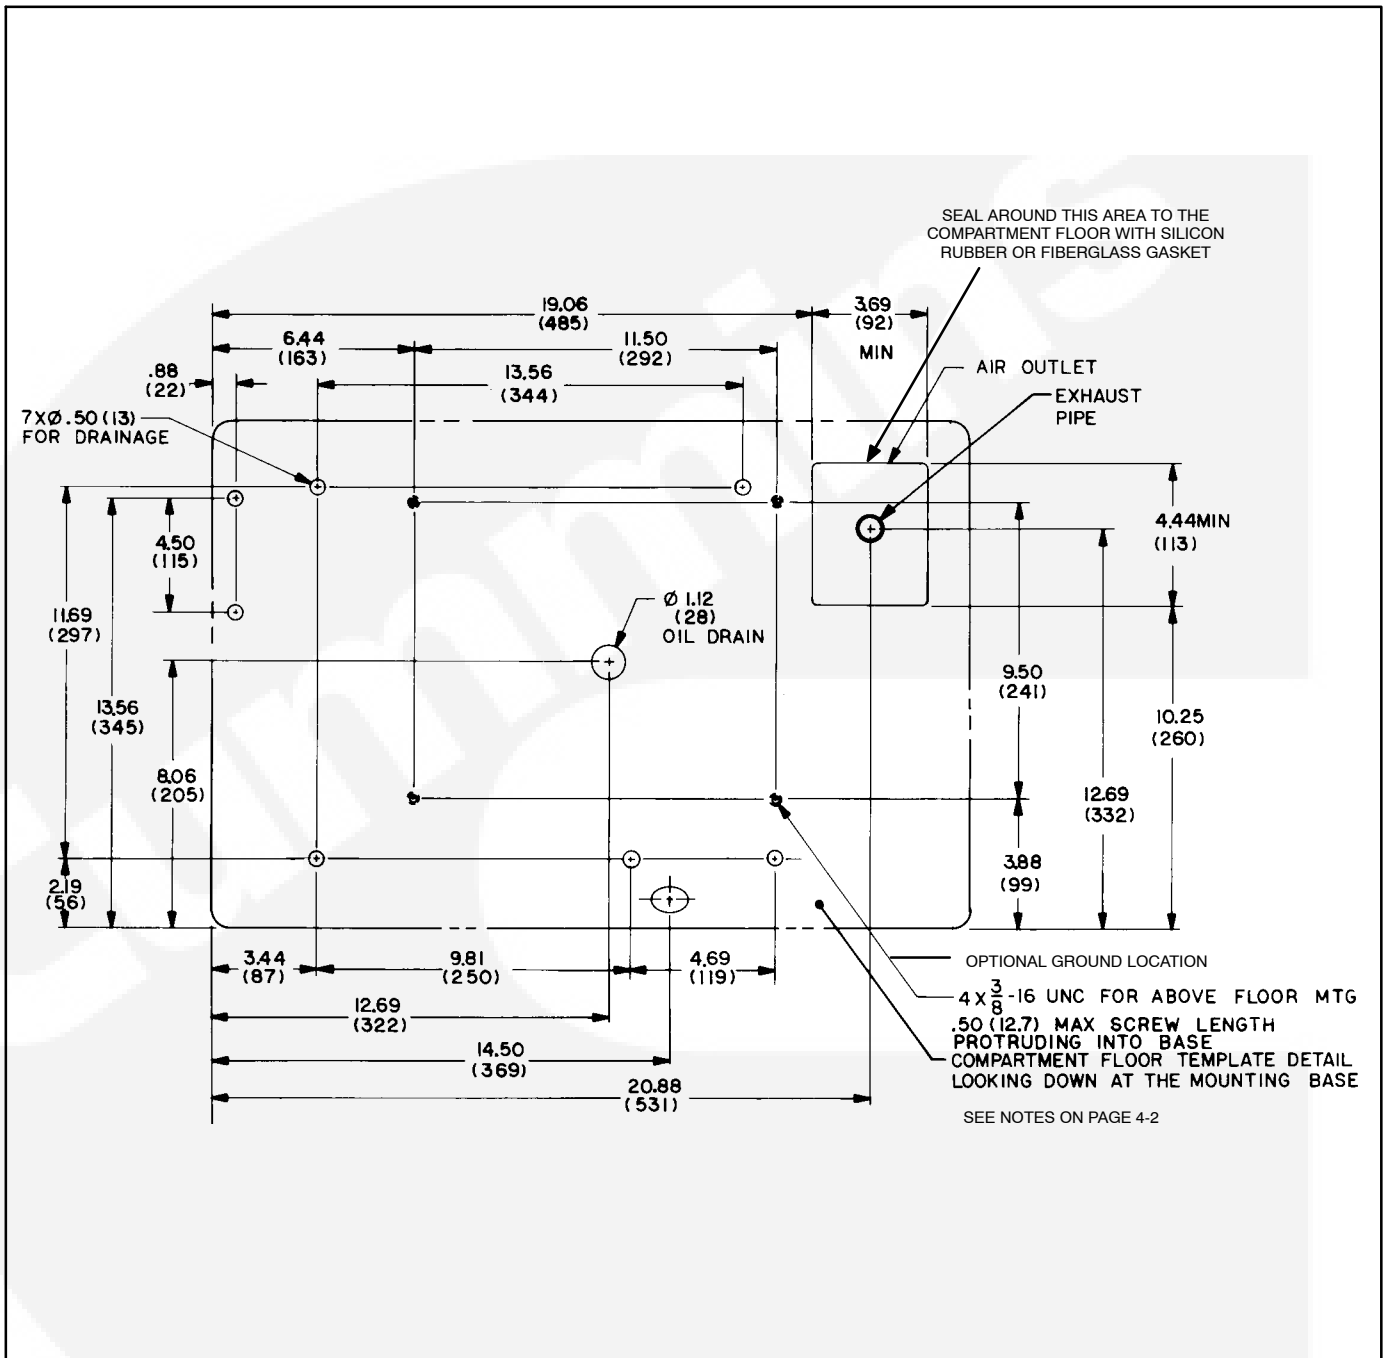 SEAL AROUND THIS AREA TO THE
COMPARTMENT FLOOR WITH SILICON
RUBBER OR FIBERGLASS GASKET
19.06
(485)
3.69
(92)
MIN
6.44
(163)
11.50
(292)
.88
(22)
13.56
(344)
AIR OUTLET
EXHAUST
PIPE
7XØ.50(13)
FOR DRAINAGE
4.50
(115)
4.44MIN
(113)
11.69
(297)
Ø 1.12
(28)
OIL DRAIN
9.50
(241)
13.56
(345)
10.25
(260)
8.06
(205)
12.69
(332)
2.19
(56)
3.88
(99)
3.44
(87)
9.81
(250)
4.69
(119)
OPTIONAL GROUND LOCATION
12.69
(322)
4 X 3/8 -16 UNC FOR ABOVE FLOOR MTG
.50 (12.7) MAX SCREW LENGTH
PROTRUDING INTO BASE
14.50
(369)
COMPARTMENT FLOOR TEMPLATE DETAIL
LOOKING DOWN AT THE MOUNTING BASE
20.88
(531)
SEE NOTES ON PAGE 4-2
Cummins